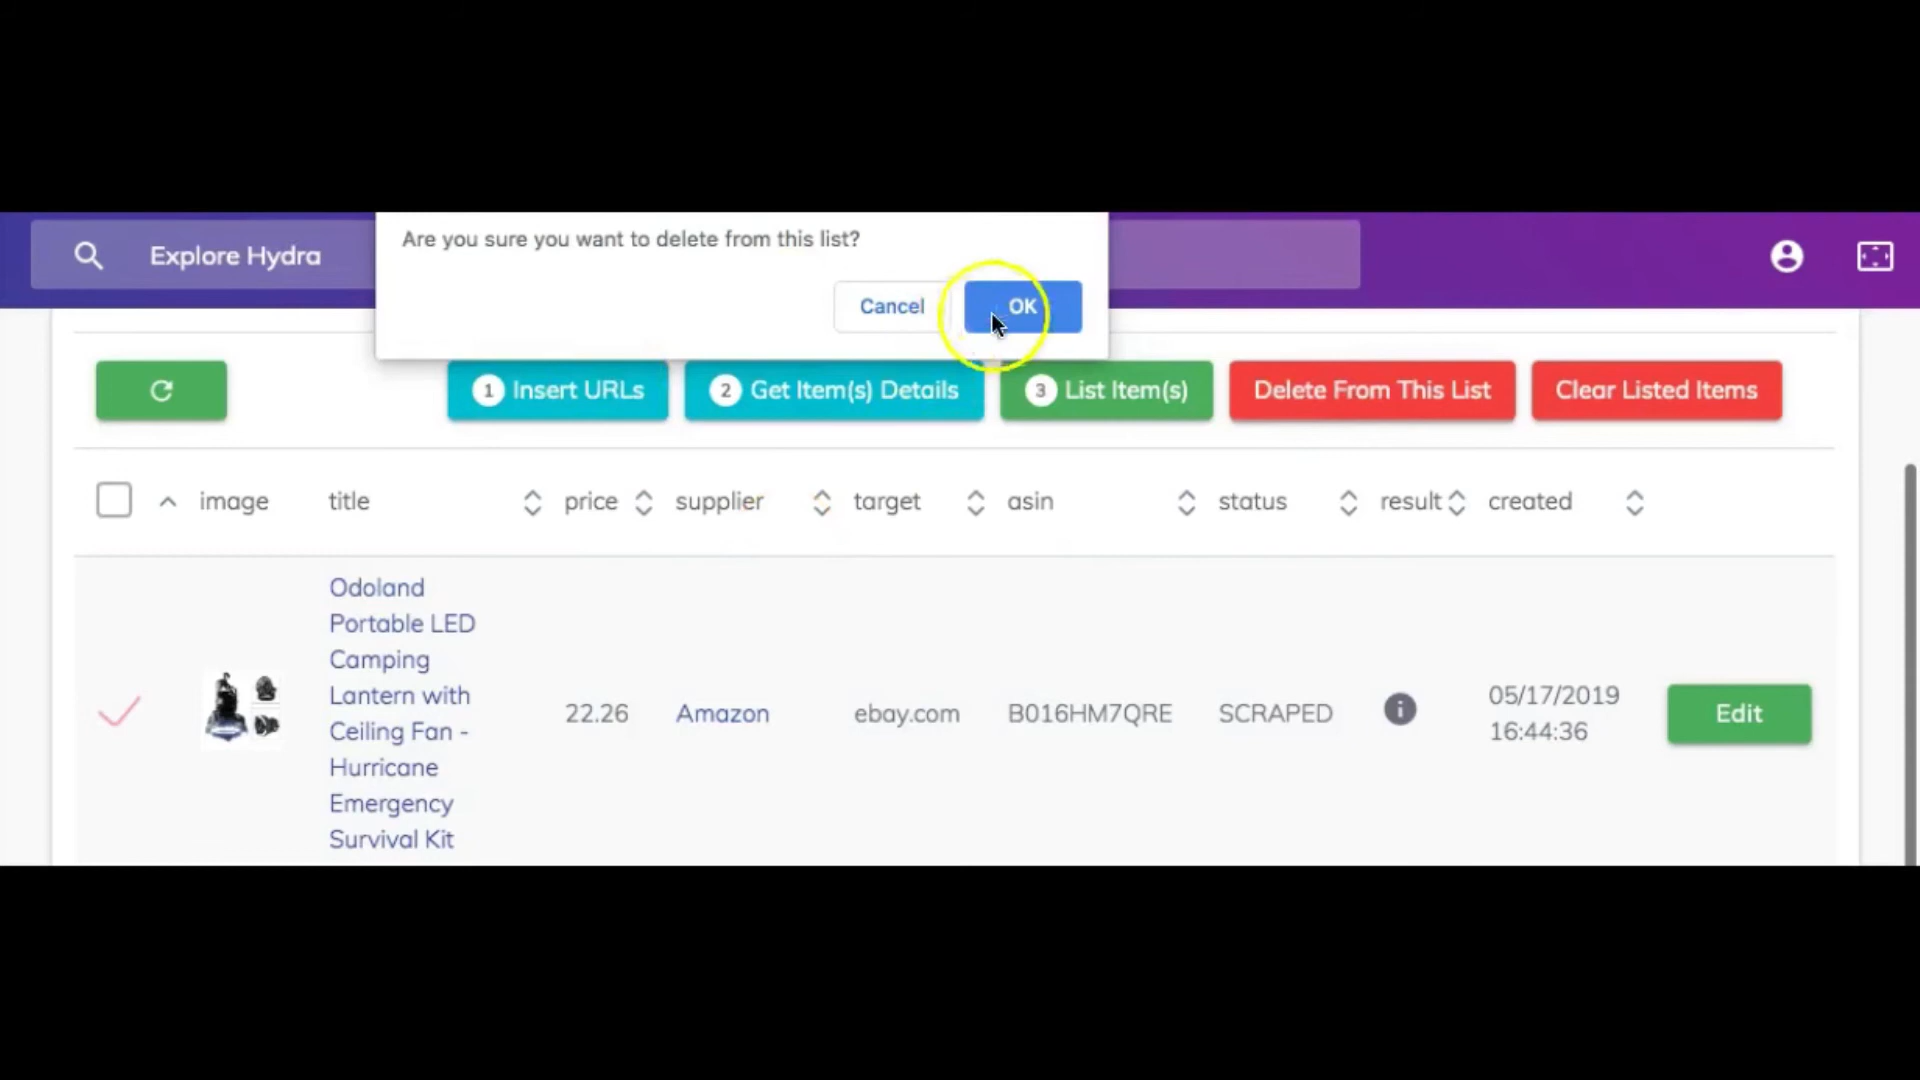 Are you sure you want to delete from this list?
Explore Hydra
Cancel OK
1 Insert URLs 2 Get Item(s) Details 3 List Item(s) Delete From This List Clear Listed Items
image title price supplier target asin status result created
Odoland
Portable LED
Camping
Lantern with
Ceiling Fan -
Hurricane
Emergency
Survival Kit
22.26 Amazon ebay.com B016HM7QRE SCRAPED i
05/17/2019
16:44:36
Edit